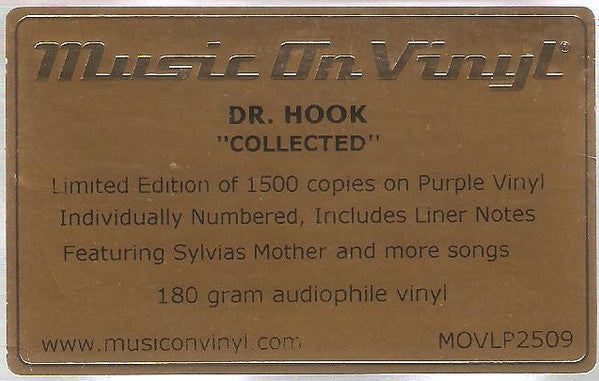 Music On Vinyl®
DR. HOOK
"COLLECTED"
Limited Edition of 1500 copies on Purple Vinyl
Individually Numbered, Includes Liner Notes
Featuring Sylvias Mother and more songs
180 gram audiophile vinyl
www.musiconvinyl.com MOVLP2509